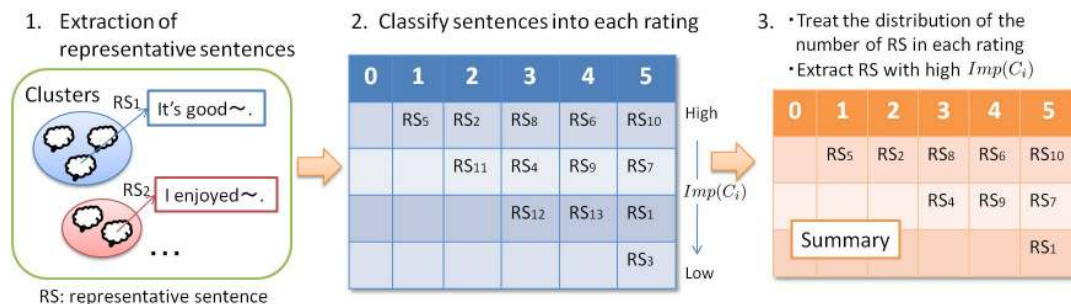 1. Extraction of
representative sentences
Clusters
RS1
It's good～.
RS2
I enjoyed～.
...
RS: representative sentence
2. Classify sentences into each rating
0 1 2 3 4 5
RS5 RS2 RS8 RS6 RS10
RS11 RS4 RS9 RS7
RS12 RS13 RS1
RS3
High
Imp(Ci)
Low
3. ・Treat the distribution of the
number of RS in each rating
・Extract RS with high Imp(Ci)
0 1 2 3 4 5
RS5 RS2 RS8 RS6 RS10
RS4 RS9 RS7
Summary
RS1